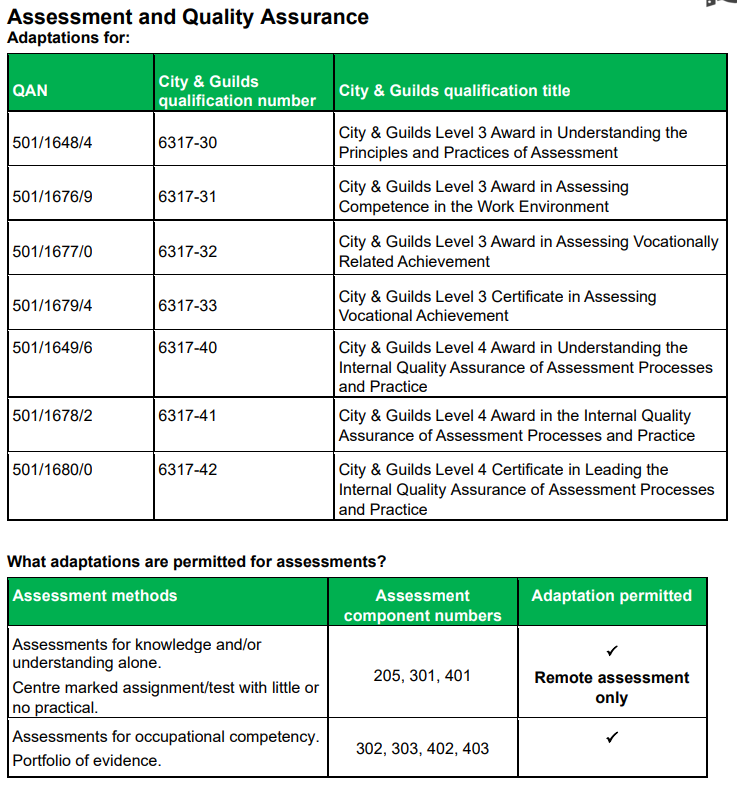 Assessment and Quality Assurance
Adaptations for:
QAN
City & Guilds
qualification number
City & Guilds qualification title
501/1648/4
6317-30
City & Guilds Level 3 Award in Understanding the
Principles and Practices of Assessment
501/1676/9
6317-31
City & Guilds Level 3 Award in Assessing
Competence in the Work Environment
501/1677/0
6317-32
City & Guilds Level 3 Award in Assessing Vocationally
Related Achievement
501/1679/4
6317-33
City & Guilds Level 3 Certificate in Assessing
Vocational Achievement
501/1649/6
6317-40
City & Guilds Level 4 Award in Understanding the
Internal Quality Assurance of Assessment Processes
and Practice
501/1678/2
6317-41
City & Guilds Level 4 Award in the Internal Quality
Assurance of Assessment Processes and Practice
501/1680/0
6317-42
City & Guilds Level 4 Certificate in Leading the
Internal Quality Assurance of Assessment Processes
and Practice
What adaptations are permitted for assessments?
Assessment methods
Assessment
component numbers
Adaptation permitted
Assessments for knowledge and/or
understanding alone.
Centre marked assignment/test with little or
no practical.
205, 301, 401
✓
Remote assessment
only
Assessments for occupational competency.
Portfolio of evidence.
302, 303, 402, 403
✓